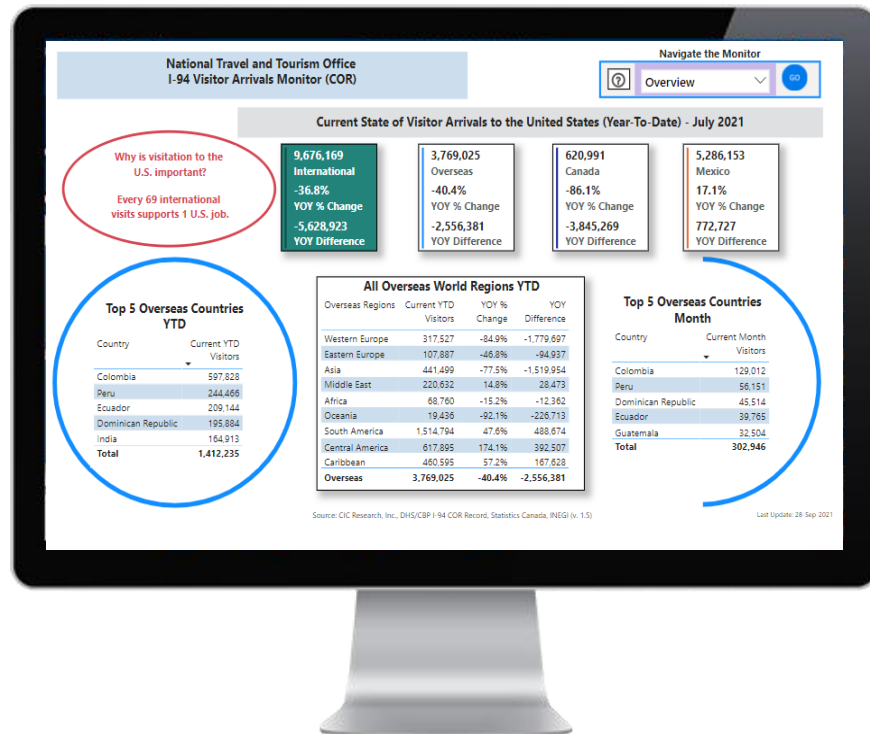 National Travel and Tourism Office
I-94 Visitor Arrivals Monitor (COR)
Navigate the Monitor
Overview
GO
Current State of Visitor Arrivals to the United States (Year-To-Date) - July 2021
Why is visitation to the
U.S. important?
Every 69 international
visits supports 1 U.S. job.
9,676,169
International
-36.8%
YOY % Change
-5,628,923
YOY Difference
3,769,025
Overseas
-40.4%
YOY % Change
-2,556,381
YOY Difference
620,991
Canada
-86.1%
YOY % Change
-3,845,269
YOY Difference
5,286,153
Mexico
17.1%
YOY % Change
772,727
YOY Difference
Top 5 Overseas Countries
YTD
Country Current YTD
Visitors
Colombia 597,828
Peru 244,466
Ecuador 209,144
Dominican Republic 195,884
India 164,913
Total 1,412,235
All Overseas World Regions YTD
Overseas Regions Current YTD YOY % YOY
Visitors Change Difference
Western Europe 317,527 -84.9% -1,779,697
Eastern Europe 107,887 -46.8% -94,937
Asia 441,499 -77.5% -1,519,954
Middle East 220,632 14.8% 28,473
Africa 68,760 -15.2% -12,362
Oceania 19,436 -92.1% -226,713
South America 1,514,794 47.6% 488,674
Central America 617,895 174.1% 392,507
Caribbean 460,595 57.2% 167,628
Overseas 3,769,025 -40.4% -2,556,381
Top 5 Overseas Countries
Month
Country Current Month
Visitors
Colombia 129,012
Peru 56,151
Dominican Republic 45,514
Ecuador 39,765
Guatemala 32,504
Total 302,946
Source: CIC Research, Inc., DHS/CBP I-94 COR Record, Statistics Canada, INEGI (v. 1.5)
Last Update: 28-Sep-2021